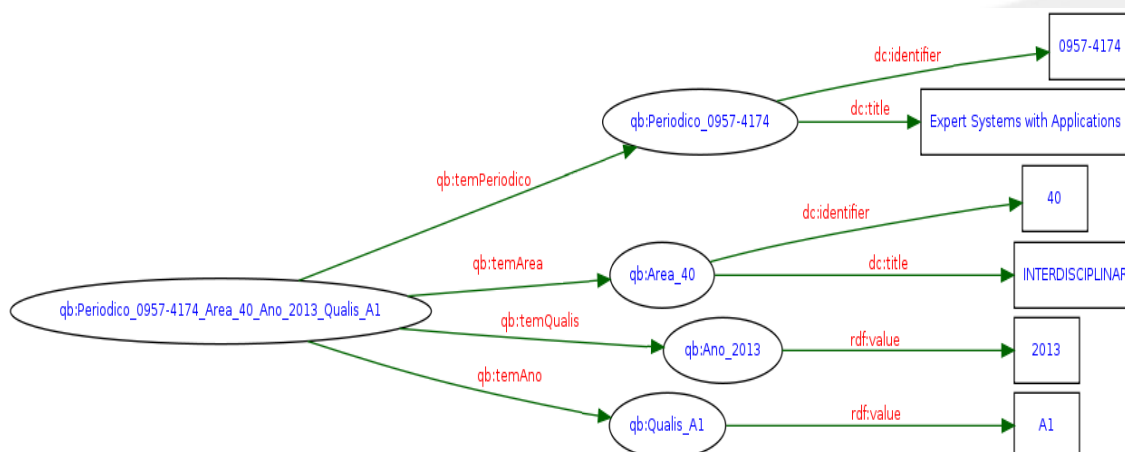 dc:identifier
0957-4174
qb:Periodico_0957-4174
dc:title
Expert Systems with Applications
qb:temPeriodico
dc:identifier
40
qb:temArea
qb:Area_40
dc:title
INTERDISCIPLINAR
qb:Periodico_0957-4174_Area_40_Ano_2013_Qualis_A1
qb:temQualis
qb:Ano_2013
rdf:value
2013
qb:temAno
qb:Qualis_A1
rdf:value
A1